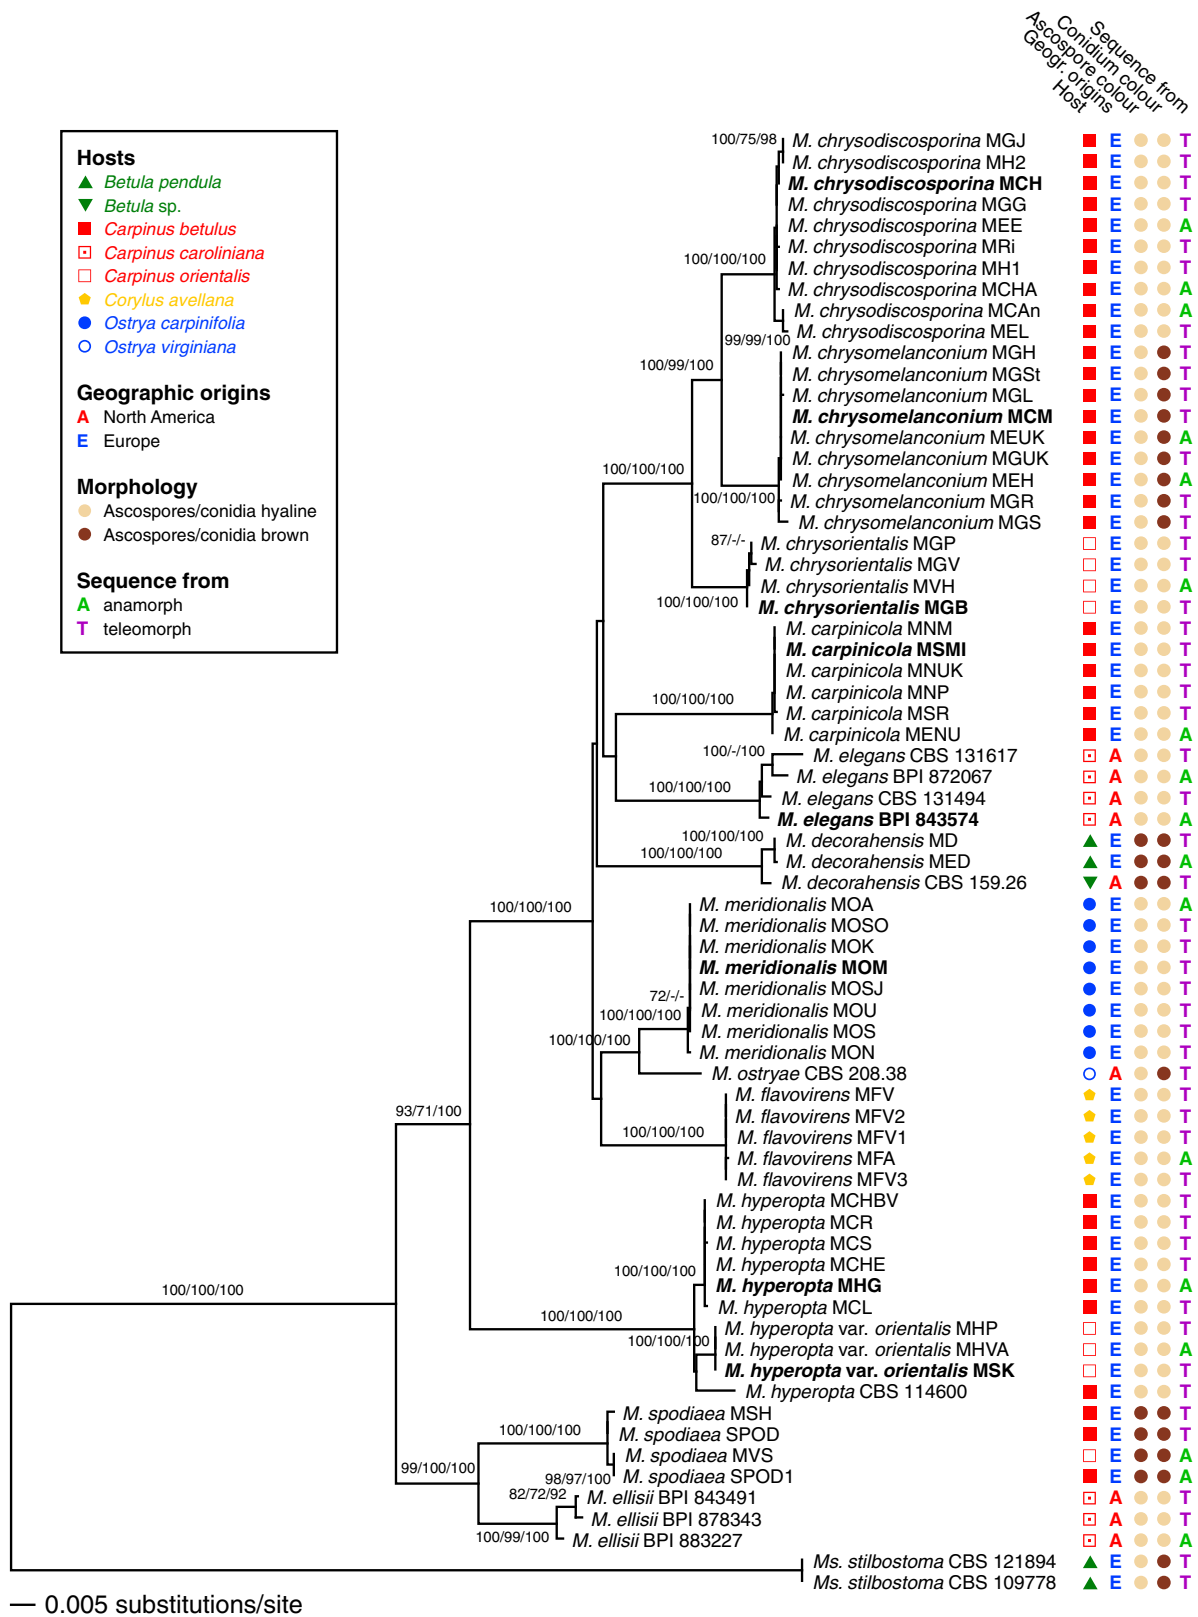 Sequence from
Conidium colour
Ascospore colour
Geogr. origins
Host
Hosts
Betula pendula
Betula sp.
Carpinus betulus
Carpinus caroliniana
Carpinus orientalis
Corylus avellana
Ostrya carpinifolia
Ostrya virginiana
Geographic origins
A North America
E Europe
Morphology
Ascospores/conidia hyaline
Ascospores/conidia brown
Sequence from
A anamorph
T teleomorph
100/75/98
M. chrysodiscosporina MGJ E T
M. chrysodiscosporina MH2 E T
M. chrysodiscosporina MCH E T
M. chrysodiscosporina MGG E T
M. chrysodiscosporina MEE E A
M. chrysodiscosporina MRi E T
100/100/100
M. chrysodiscosporina MH1 E T
M. chrysodiscosporina MCHA E A
M. chrysodiscosporina MCAn E A
M. chrysodiscosporina MEL E T
99/99/100
M. chrysomelanconium MGH E T
100/99/100
M. chrysomelanconium MGSt E T
M. chrysomelanconium MGL E T
M. chrysomelanconium MCM E T
M. chrysomelanconium MEUK E A
M. chrysomelanconium MGUK E T
100/100/100
M. chrysomelanconium MEH E A
100/100/100
M. chrysomelanconium MGR E T
M. chrysomelanconium MGS E T
87/-/-
M. chrysorientalis MGP E T
M. chrysorientalis MGV E T
M. chrysorientalis MVH E A
100/100/100
M. chrysorientalis MGB E T
M. carpinicola MNM E T
M. carpinicola MSMI E T
M. carpinicola MNUK E T
M. carpinicola MNP E T
100/100/100
M. carpinicola MSR E T
M. carpinicola MENU E A
100/-/100
M. elegans CBS 131617 A T
M. elegans BPI 872067 A A
100/100/100
M. elegans CBS 131494 A T
M. elegans BPI 843574 A A
100/100/100
M. decorahensis MD E T
100/100/100
M. decorahensis MED E A
M. decorahensis CBS 159.26 A T
100/100/100
M. meridionalis MOA E A
M. meridionalis MOSO E T
M. meridionalis MOK E T
M. meridionalis MOM E T
M. meridionalis MOSJ E T
72/-/-
M. meridionalis MOU E T
100/100/100
M. meridionalis MOS E T
100/100/100
M. meridionalis MON E T
M. ostryae CBS 208.38 A T
M. flavovirens MFV E T
93/71/100
M. flavovirens MFV2 E T
100/100/100
M. flavovirens MFV1 E T
M. flavovirens MFA E A
M. flavovirens MFV3 E T
M. hyperopta MCHBV E T
M. hyperopta MCR E T
M. hyperopta MCS E T
M. hyperopta MCHE E T
100/100/100
M. hyperopta MHG E A
100/100/100
M. hyperopta MCL E T
100/100/100
M. hyperopta var. orientalis MHP E T
100/100/100
M. hyperopta var. orientalis MHVA E A
M. hyperopta var. orientalis MSK E T
M. hyperopta CBS 114600 E T
M. spodiaea MSH E T
100/100/100
M. spodiaea SPOD E T
M. spodiaea MVS E A
99/100/100
98/97/100
M. spodiaea SPOD1 E A
82/72/92
M. ellisii BPI 843491 A T
M. ellisii BPI 878343 A T
100/99/100
M. ellisii BPI 883227 A A
Ms. stilbostoma CBS 121894 E T
Ms. stilbostoma CBS 109778 E T
0.005 substitutions/site